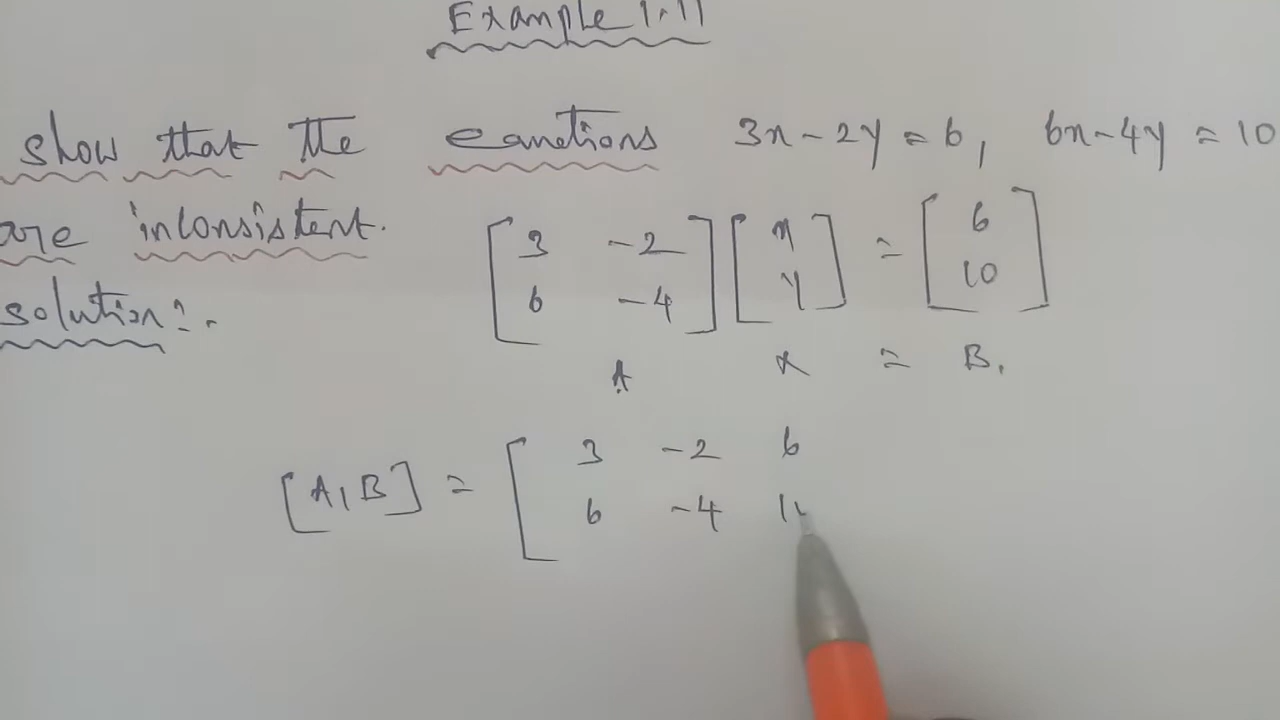 Example 1.11
show that the equations 3x-2y=6, 6x-4y=10
are inconsistent.
[3 -2] [x] = [6]
[6 -4] [y] = [10]
solution:-
A X = B.
[A, B] = [3 -2 6
6 -4 1